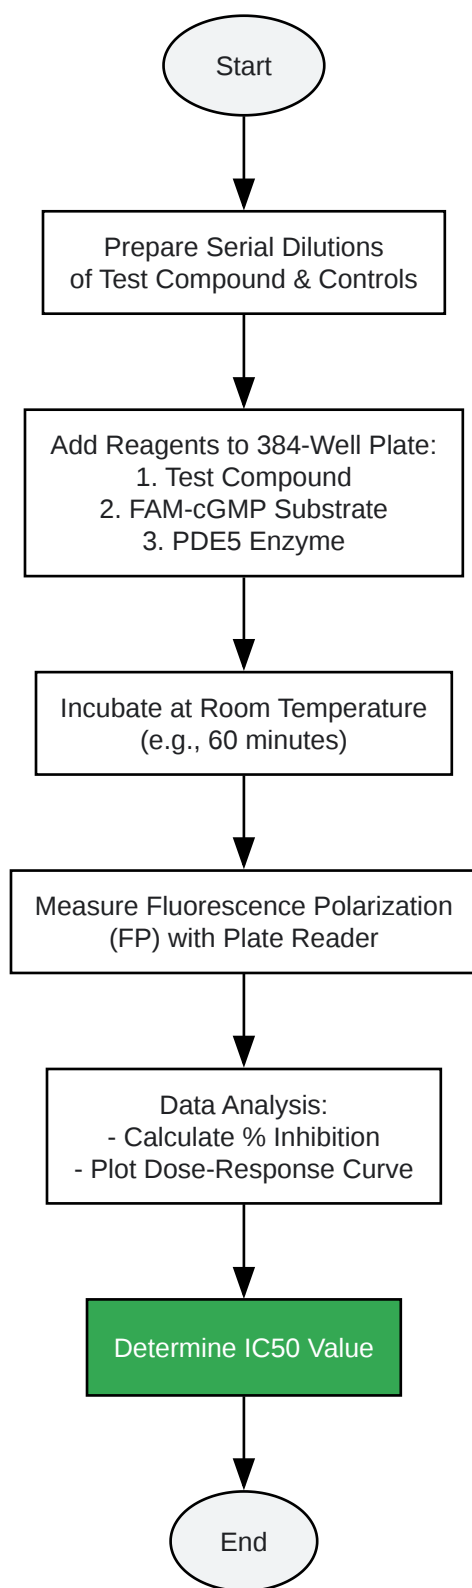 Start
Prepare Serial Dilutions
of Test Compound & Controls
Add Reagents to 384-Well Plate:
1. Test Compound
2. FAM-cGMP Substrate
3. PDE5 Enzyme
Incubate at Room Temperature
(e.g., 60 minutes)
Measure Fluorescence Polarization
(FP) with Plate Reader
Data Analysis:
- Calculate % Inhibition
- Plot Dose-Response Curve
Determine IC50 Value
End